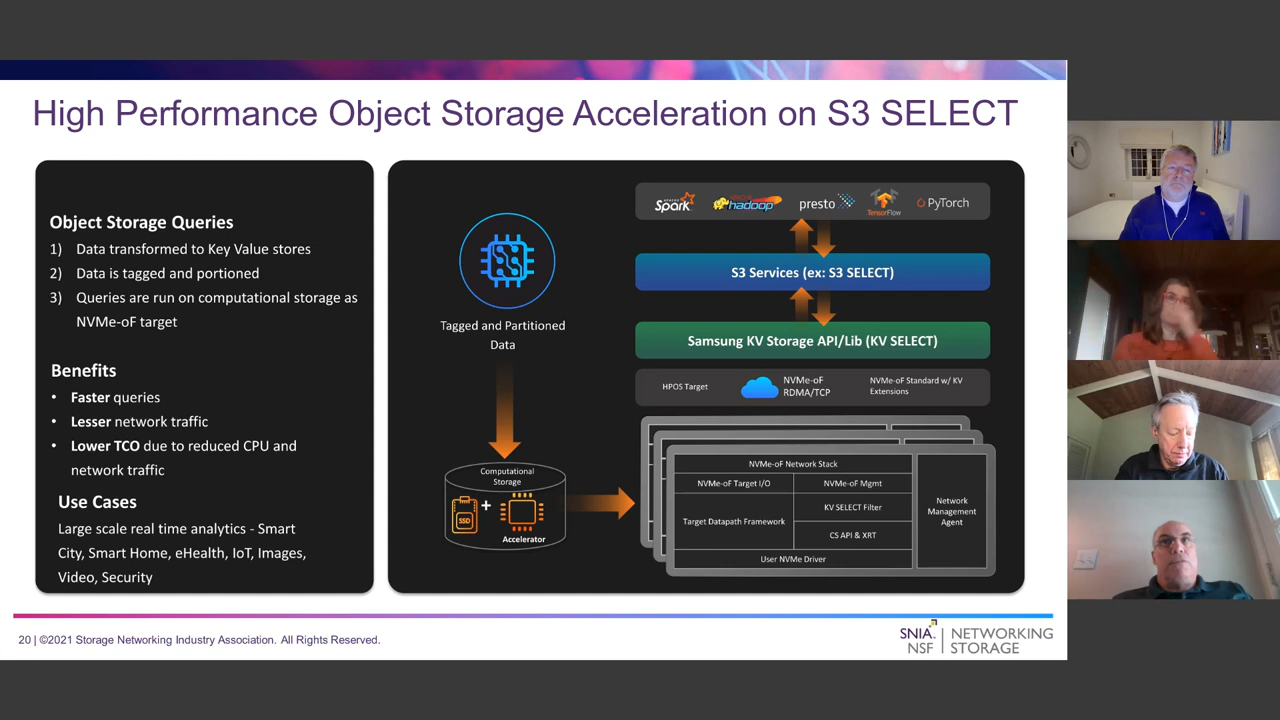 High Performance Object Storage Acceleration on S3 SELECT
Object Storage Queries
1) Data transformed to Key Value stores
2) Data is tagged and portioned
3) Queries are run on computational storage as
NVMe-oF target
Benefits
• Faster queries
• Lesser network traffic
• Lower TCO due to reduced CPU and
network traffic
Use Cases
Large scale real time analytics - Smart
City, Smart Home, eHealth, IoT, Images,
Video, Security
Tagged and Partitioned
Data
Computational
Storage
SSD
+
Accelerator
APACHE Spark hadoop presto TensorFlow PyTorch
S3 Services (ex: S3 SELECT)
Samsung KV Storage API/Lib (KV SELECT)
HPOS Target
NVMe-oF
RDMA/TCP
NVMe-oF Standard w/ KV
Extensions
NVMe-oF Network Stack
NVMe-oF Target I/O
NVMe-oF Mgmt
Target Datapath Framework
KV SELECT Filter
CS API & XRT
User NVMe Driver
Network
Management
Agent
20 | ©2021 Storage Networking Industry Association. All Rights Reserved.
SNIA. NETWORKING
NSF STORAGE